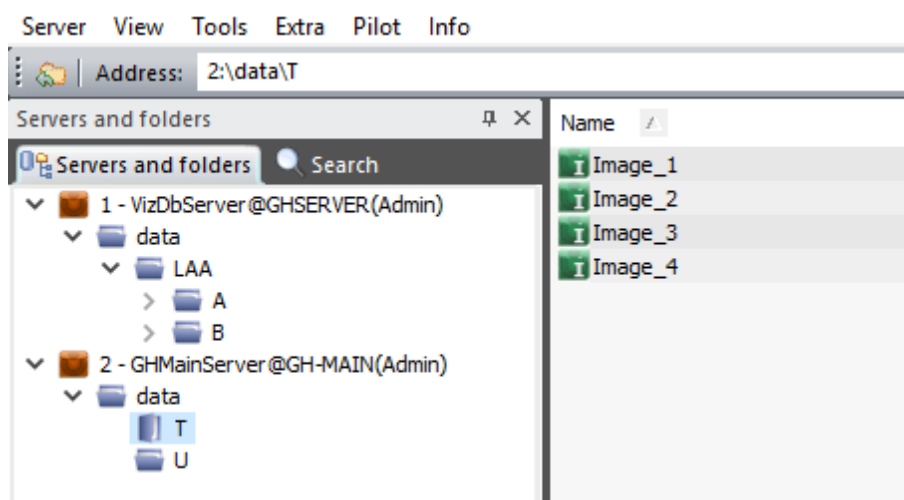 Server View Tools Extra Pilot Info
Address: 2:\data\T
Servers and folders
Name
Servers and folders Search
1 - VizDbServer@GHSERVER(Admin)
data
LAA
A
B
2 - GHMainServer@GH-MAIN(Admin)
data
T
U
Image_1
Image_2
Image_3
Image_4